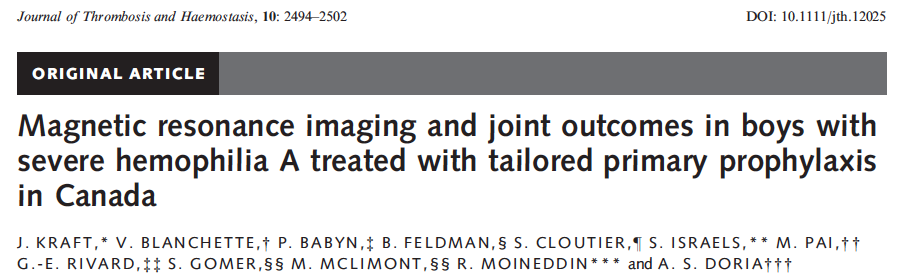 Journal of Thrombosis and Haemostasis, 10: 2494–2502 DOI: 10.1111/jth.12025
ORIGINAL ARTICLE
Magnetic resonance imaging and joint outcomes in boys with
severe hemophilia A treated with tailored primary prophylaxis
in Canada
J. KRAFT,* V. BLANCHETTE,† P. BABYN,‡ B. FELDMAN,§ S. CLOUTIER,¶ S. ISRAELS,** M. PAI,††
G.-E. RIVARD,‡‡ S. GOMER,§§ M. MCLIMONT,§§ R. MOINEDDIN*** and A. S. DORIA†††